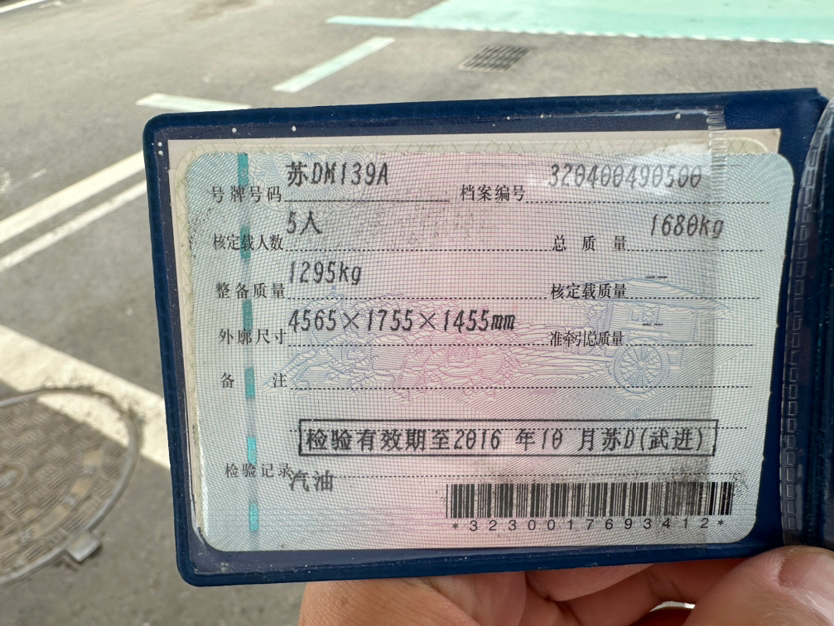 号牌号码 苏DM139A 档案编号 320400490500
核定载人数 5人 总质量 1680kg
整备质量 1295kg 核定载质量 --
外廓尺寸 4565×1755×1455mm 准牵引总质量 --
备注
检验有效期至2016 年10 月苏D(武进)
检验记录 汽油
*3230017693412*